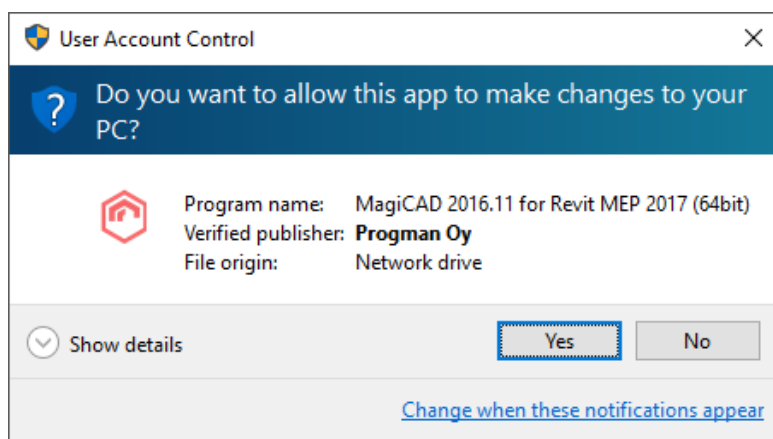 User Account Control
Do you want to allow this app to make changes to your
PC?
Program name: MagiCAD 2016.11 for Revit MEP 2017 (64bit)
Verified publisher: Progman Oy
File origin: Network drive
Show details
Yes
No
Change when these notifications appear